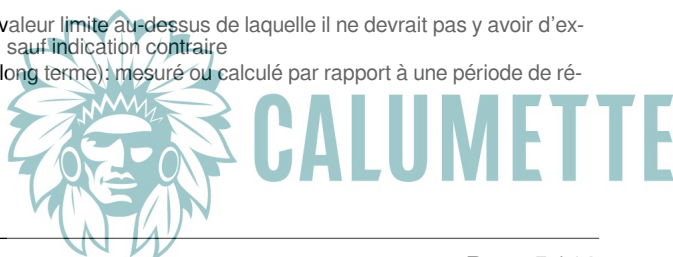 valeur limite au-dessus de laquelle il ne devrait pas y avoir d'ex-
sauf indication contraire
long terme): mesuré ou calculé par rapport à une période de ré-
CALUMETTE